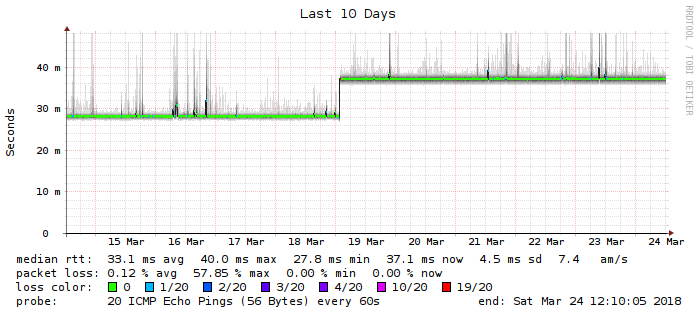 Last 10 Days
RRDTOOL / TOBI OETIKER
Seconds
40 m
30 m
20 m
10 m
0
15 Mar 16 Mar 17 Mar 18 Mar 19 Mar 20 Mar 21 Mar 22 Mar 23 Mar 24 Mar
median rtt: 33.1 ms avg 40.0 ms max 27.8 ms min 37.1 ms now 4.5 ms sd 7.4 am/s
packet loss: 0.12 % avg 57.85 % max 0.00 % min 0.00 % now
loss color: 0 1/20 2/20 3/20 4/20 10/20 19/20
probe: 20 ICMP Echo Pings (56 Bytes) every 60s end: Sat Mar 24 12:10:05 2018